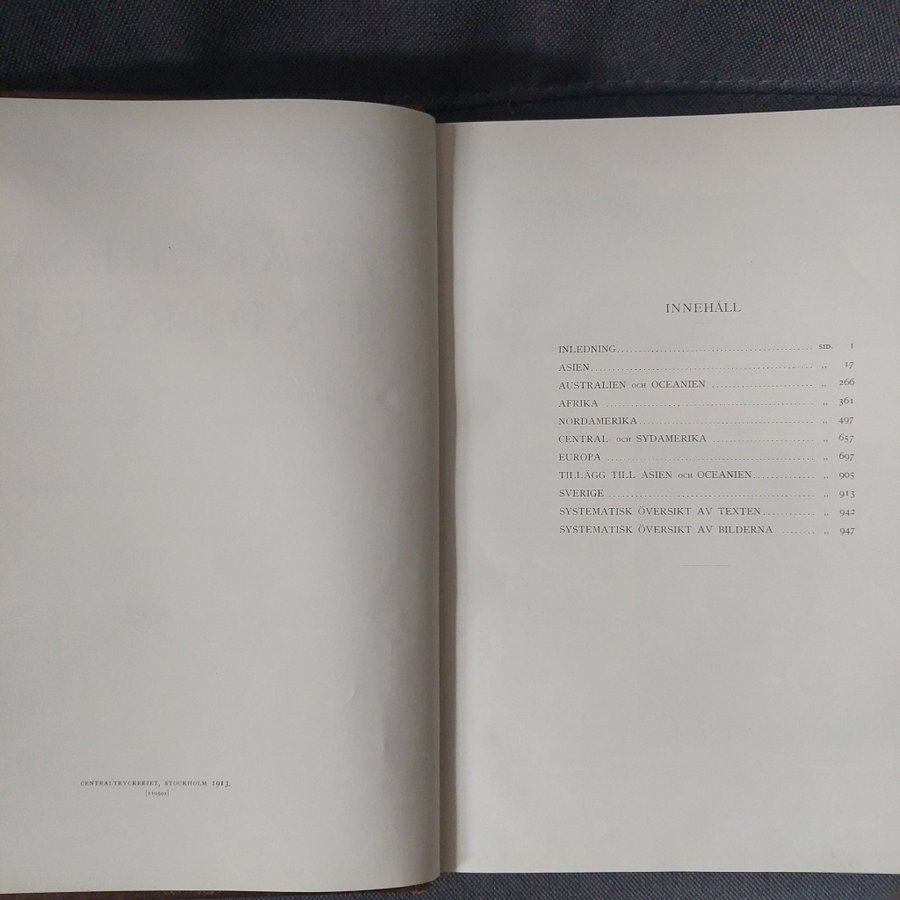 CENTRALTRYCKERIET, STOCKHOLM 1913.
[110501]
INNEHÅLL
INLEDNING ........................................ SID. 1
ASIEN ............................................. „ 17
AUSTRALIEN OCH OCEANIEN ..................... „ 266
AFRIKA ........................................... „ 361
NORDAMERIKA ................................... „ 497
CENTRAL- OCH SYDAMERIKA ..................... „ 657
EUROPA .......................................... „ 697
TILLÄGG TILL ASIEN OCH OCEANIEN ............. „ 905
SVERIGE .......................................... „ 913
SYSTEMATISK ÖVERSIKT AV TEXTEN ........... „ 942
SYSTEMATISK ÖVERSIKT AV BILDERNA ....... „ 947